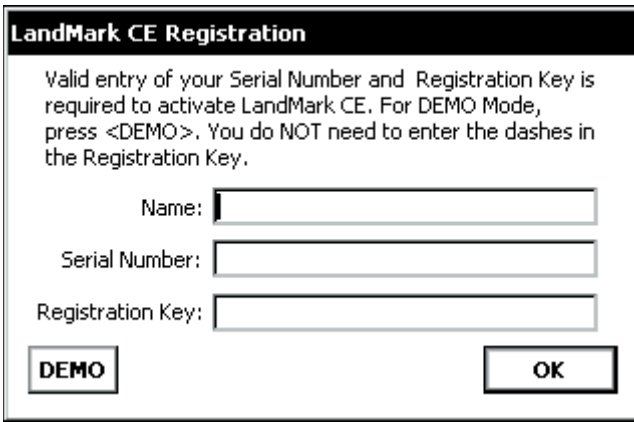 LandMark CE Registration
Valid entry of your Serial Number and Registration Key is
required to activate LandMark CE. For DEMO Mode,
press <DEMO>. You do NOT need to enter the dashes in
the Registration Key.
Name:
Serial Number:
Registration Key:
DEMO OK